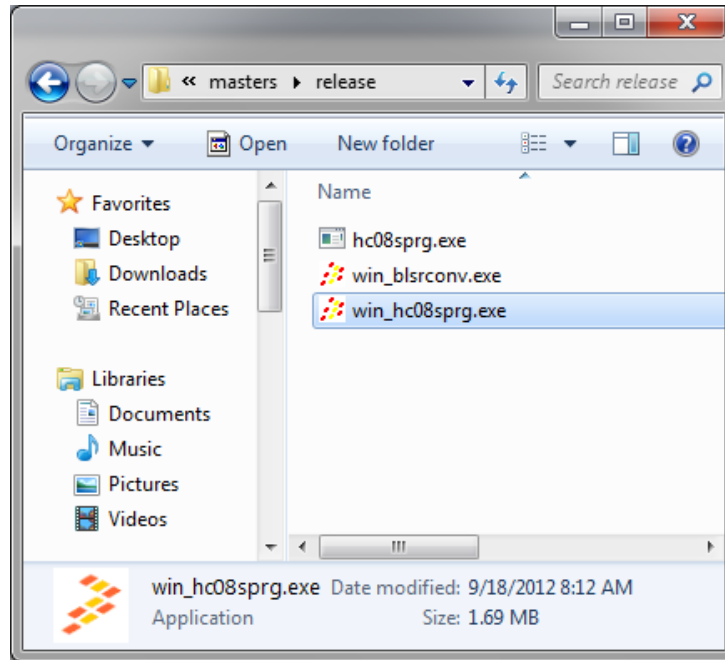 « masters ▸ release
Search release
Organize
Open
New folder
Favorites
Desktop
Downloads
Recent Places
Libraries
Documents
Music
Pictures
Videos
Name
hc08sprg.exe
win_blsrconv.exe
win_hc08sprg.exe
win_hc08sprg.exe Date modified: 9/18/2012 8:12 AM
Application Size: 1.69 MB